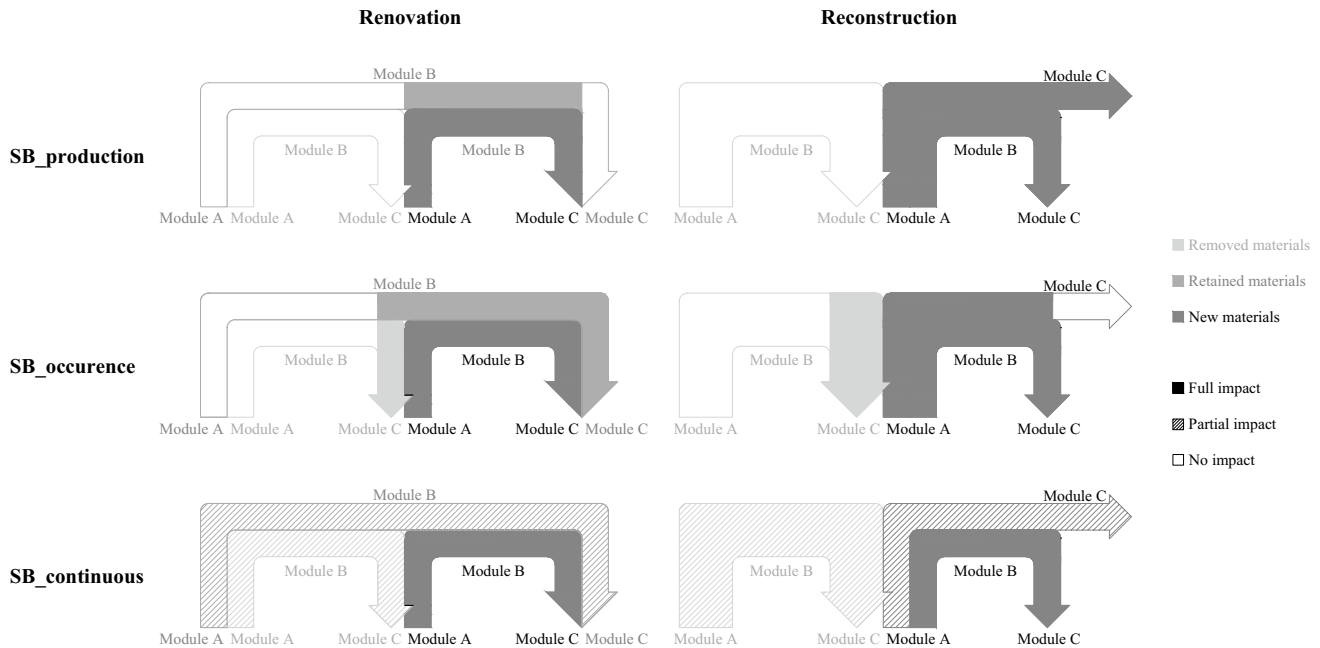 Renovation
Reconstruction
SB_production
Module B
Module B
Module B
Module A
Module A
Module C
Module A
Module C
Module C
Module C
Module B
Module B
Module A
Module C
Module A
Module C
SB_occurence
Module B
Module B
Module B
Module A
Module A
Module C
Module A
Module C
Module C
Module C
Module B
Module B
Module A
Module C
Module A
Module C
SB_continuous
Module B
Module B
Module B
Module A
Module A
Module C
Module A
Module C
Module C
Module C
Module B
Module B
Module A
Module C
Module A
Module C
Removed materials
Retained materials
New materials
Full impact
Partial impact
No impact